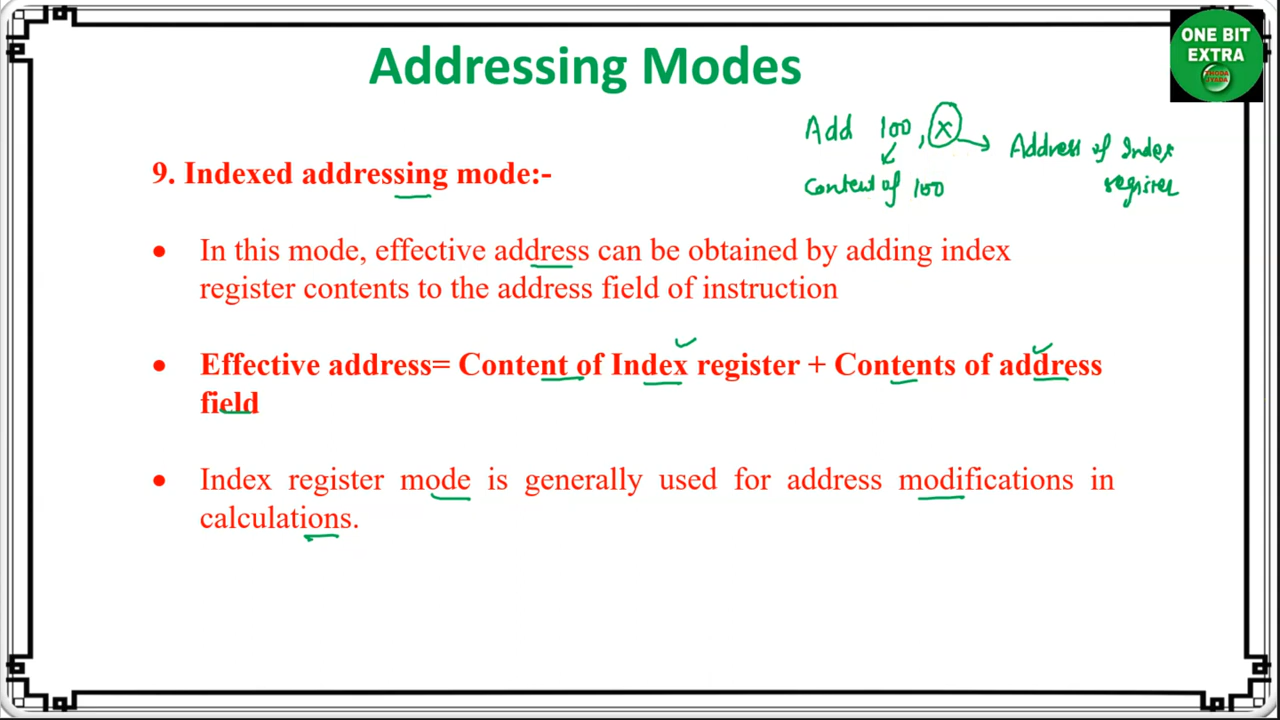 Addressing Modes
ONE BIT
EXTRA
THODA
JYADA
Add 100, X
Address of Index
register
Content of 100
9. Indexed addressing mode:-
• In this mode, effective address can be obtained by adding index
register contents to the address field of instruction
• Effective address= Content of Index register + Contents of address
field
• Index register mode is generally used for address modifications in
calculations.